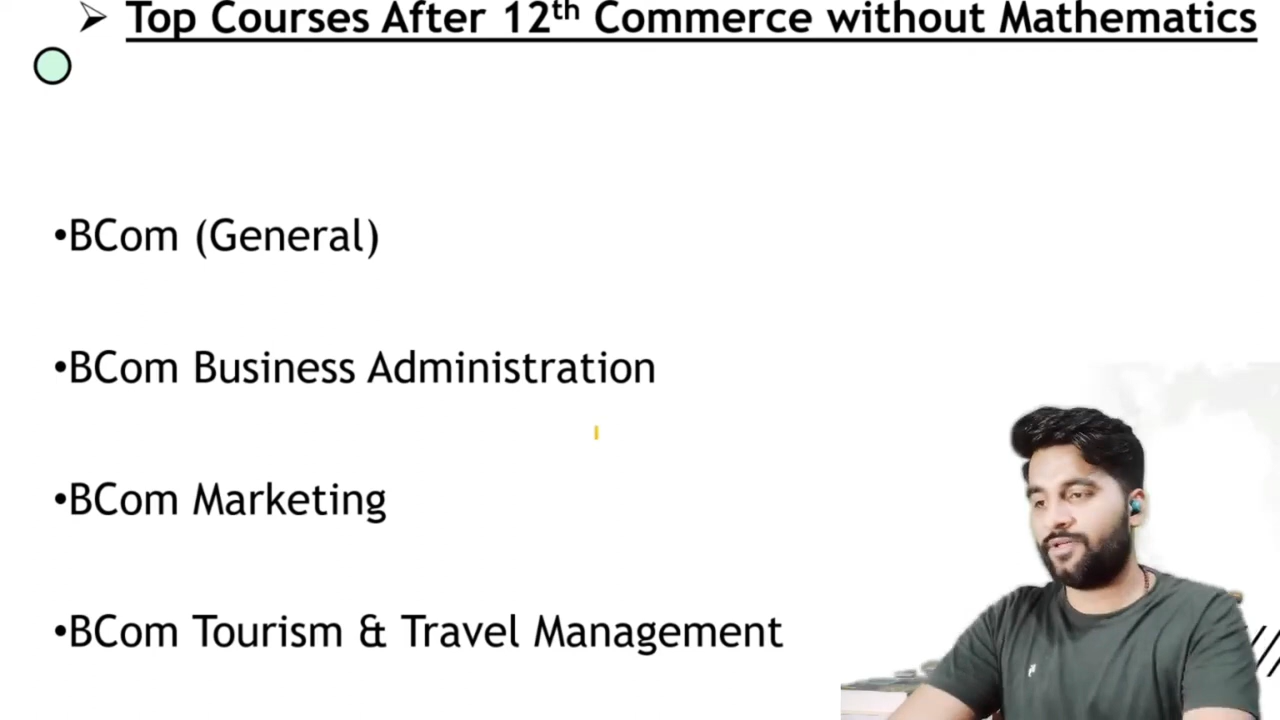 ➢ Top Courses After 12th Commerce without Mathematics
•BCom (General)
•BCom Business Administration
•BCom Marketing
•BCom Tourism & Travel Management